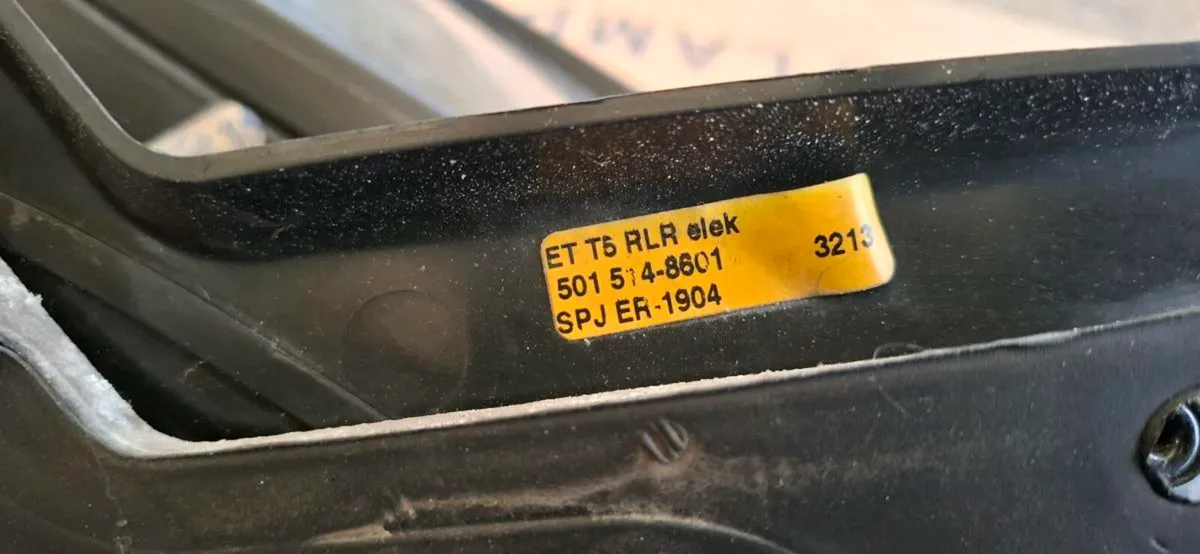 ET T5 RLR elek
501 514-8601 3213
SPJ ER-1904